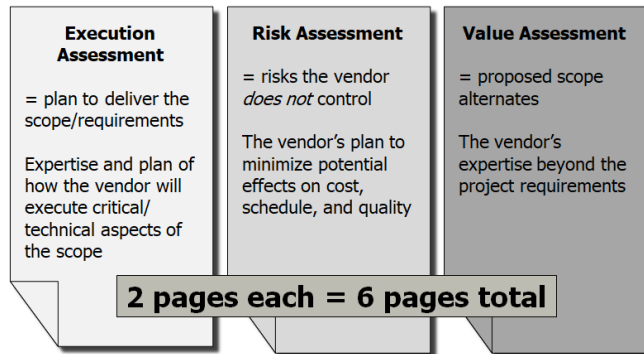 Execution
Assessment
= plan to deliver the
scope/requirements
Expertise and plan of
how the vendor will
execute critical/
technical aspects of
the scope
Risk Assessment
= risks the vendor
does not control
The vendor's plan to
minimize potential
effects on cost,
schedule, and quality
Value Assessment
= proposed scope
alternates
The vendor's
expertise beyond the
project requirements
2 pages each = 6 pages total